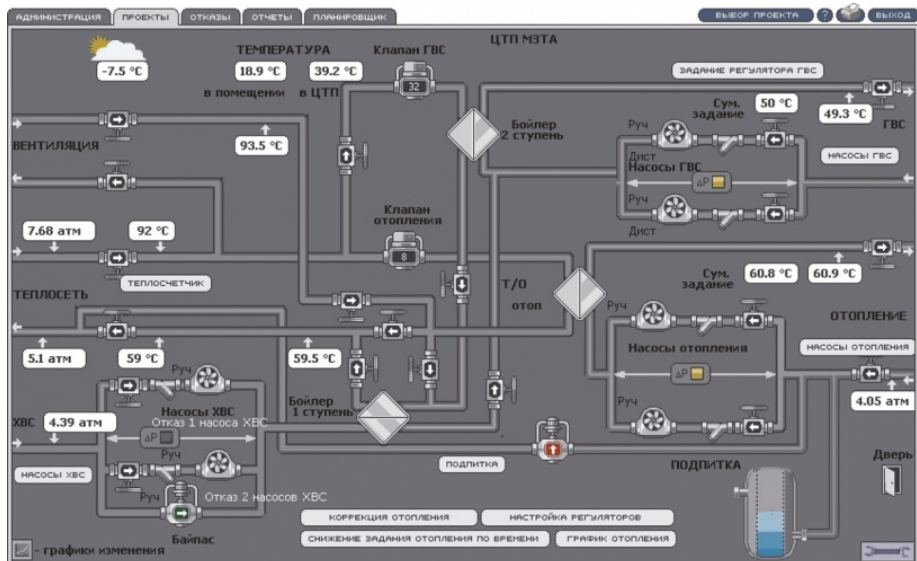 АДМИНИСТРАЦИЯ ПРОЕКТЫ ОТКАЗЫ ОТЧЕТЫ ПЛАНИРОВЩИК ВЫБОР ПРОЕКТА ? ВЫХОД
ЦТП МЗТА
ТЕМПЕРАТУРА
-7.5 °C 18.9 °C 39.2 °C
в помещении в ЦТП
Клапан ГВС
32
ЗАДАНИЕ РЕГУЛЯТОРА ГВС
Бойлер
2 ступень
Сум.
задание
50 °C
49.3 °C
ГВС
ВЕНТИЛЯЦИЯ
93.5 °C
Руч
Дист
Насосы ГВС
ΔP
Руч
Дист
НАСОСЫ ГВС
Клапан
отопления
8
7.68 атм
92 °C
ТЕПЛОСЧЕТЧИК
ТЕПЛОСЕТЬ
Т/О
отоп
Сум.
задание
60.8 °C
60.9 °C
ОТОПЛЕНИЕ
5.1 атм
59 °C
59.5 °C
Руч
Насосы отопления
ΔP
Руч
НАСОСЫ ОТОПЛЕНИЯ
4.05 атм
Бойлер
1 ступень
ХВС
4.39 атм
Руч
Насосы ХВС
Отказ 1 насоса ХВС
ΔP
Руч
НАСОСЫ ХВС
Руч
Отказ 2 насосов ХВС
Байпас
ПОДПИТКА
ПОДПИТКА
Дверь
КОРРЕКЦИЯ ОТОПЛЕНИЯ
НАСТРОЙКА РЕГУЛЯТОРОВ
СНИЖЕНИЕ ЗАДАНИЯ ОТОПЛЕНИЯ ПО ВРЕМЕНИ
ГРАФИК ОТОПЛЕНИЯ
- графики изменения